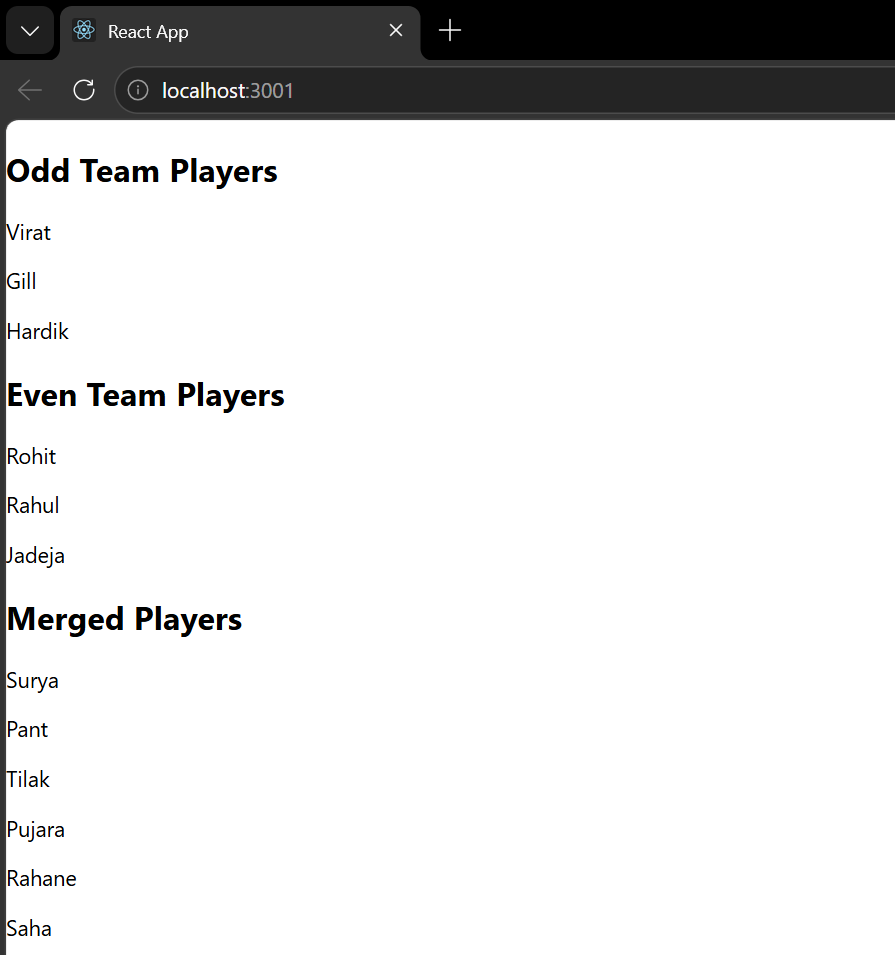 React App
localhost:3001
Odd Team Players
Virat
Gill
Hardik
Even Team Players
Rohit
Rahul
Jadeja
Merged Players
Surya
Pant
Tilak
Pujara
Rahane
Saha